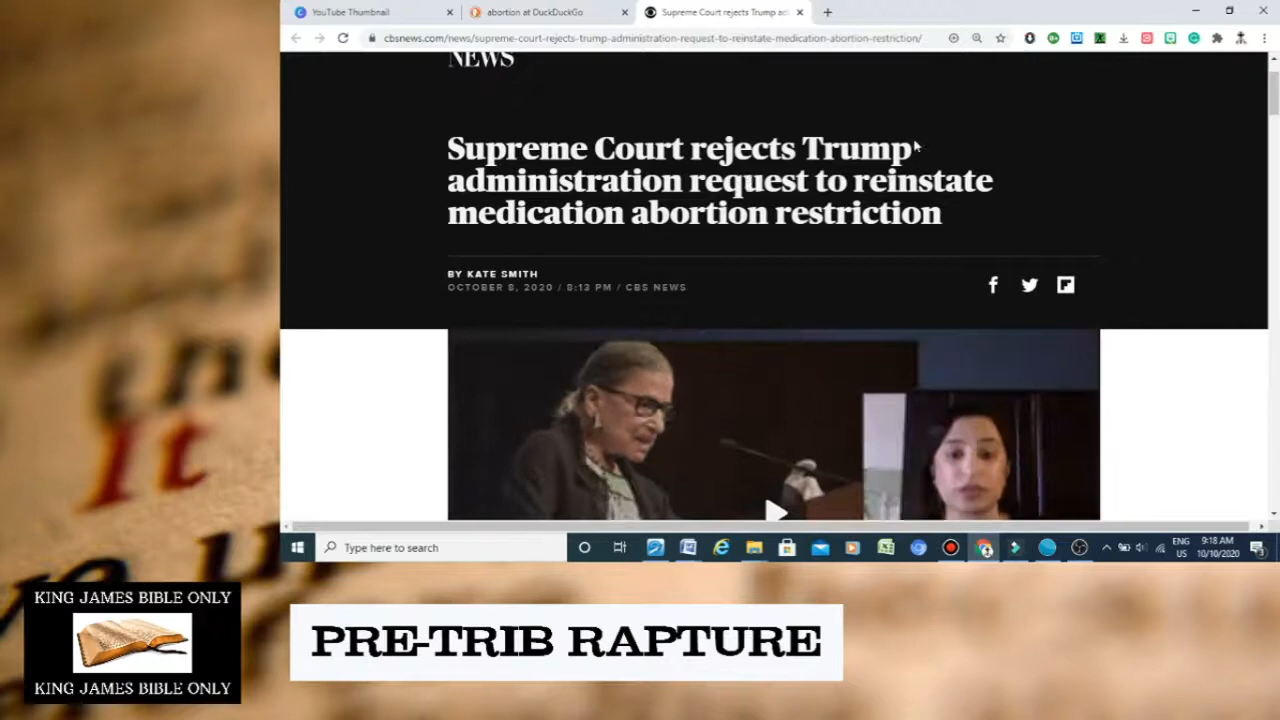 YouTube Thumbnail
abortion at DuckDuckGo
Supreme Court rejects Trump ad
cbsnews.com/news/supreme-court-rejects-trump-administration-request-to-reinstate-medication-abortion-restriction/
NEWS
Supreme Court rejects Trump
administration request to reinstate
medication abortion restriction
BY KATE SMITH
OCTOBER 8, 2020 / 8:13 PM / CBS NEWS
the
It
Type here to search
ENG
US
9:18 AM
10/10/2020
KING JAMES BIBLE ONLY
KING JAMES BIBLE ONLY
PRE-TRIB RAPTURE